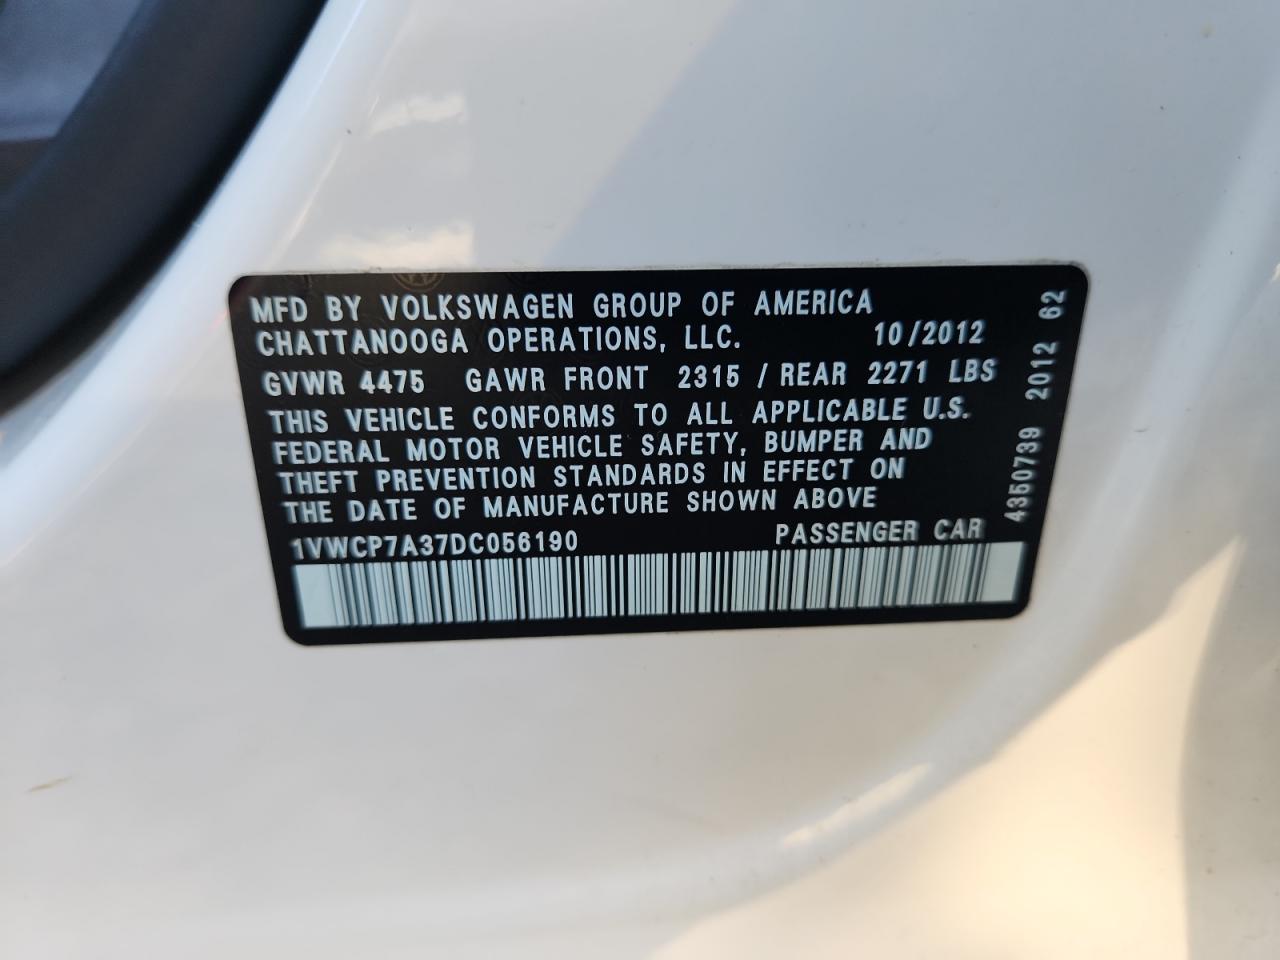 MFD BY VOLKSWAGEN GROUP OF AMERICA
CHATTANOOGA OPERATIONS, LLC. 10/2012
GVWR 4475 GAWR FRONT 2315 / REAR 2271 LBS
THIS VEHICLE CONFORMS TO ALL APPLICABLE U.S.
FEDERAL MOTOR VEHICLE SAFETY, BUMPER AND
THEFT PREVENTION STANDARDS IN EFFECT ON
THE DATE OF MANUFACTURE SHOWN ABOVE
1VWCP7A37DC056190 PASSENGER CAR
4350739 2012 62